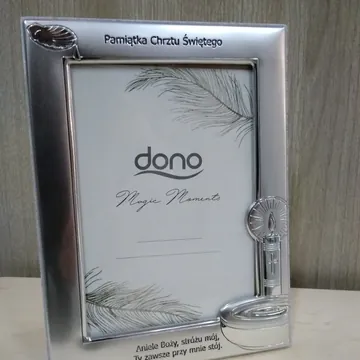 Pamiątka Chrztu Świętego
dono
Magic Moments
Aniele Boży, stróżu mój,
Ty zawsze przy mnie stój.